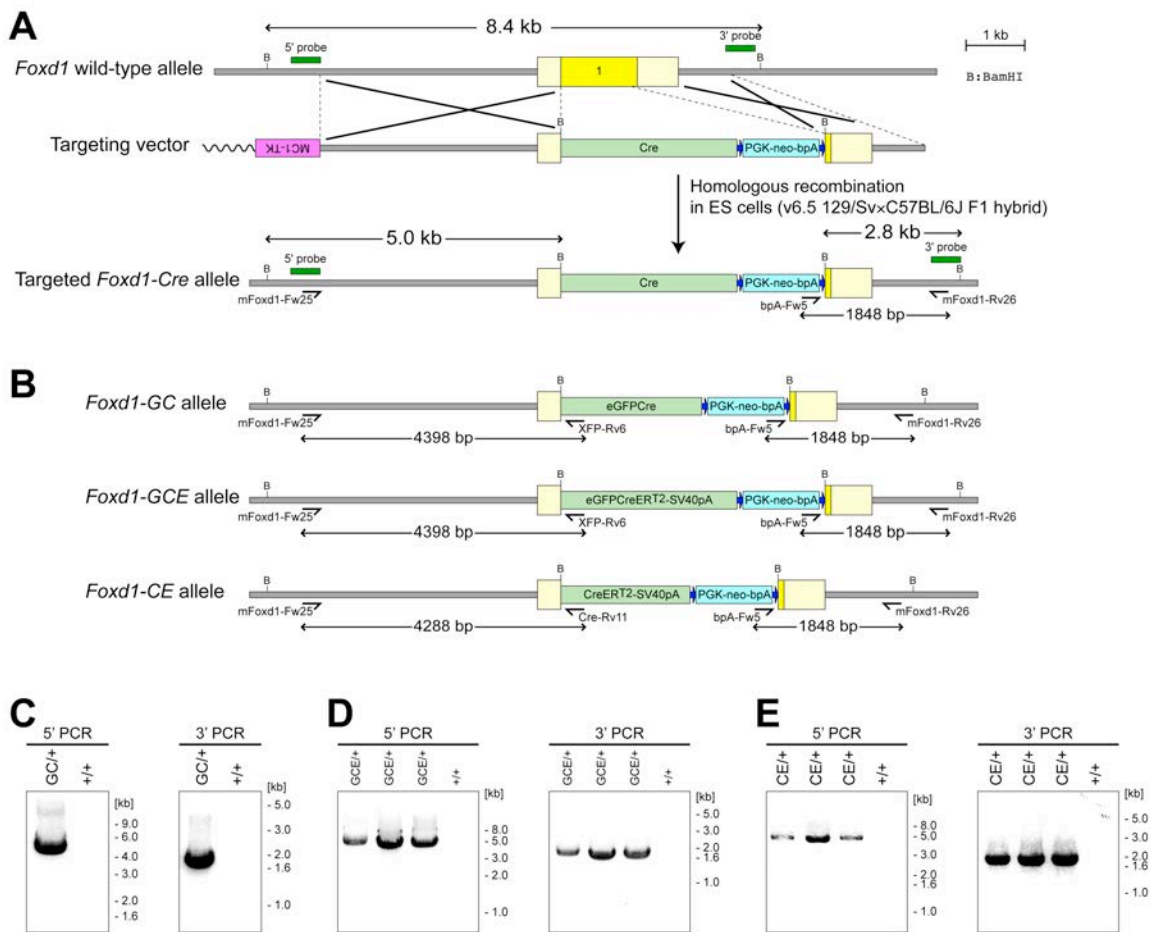 A
8.4 kb
1 kb
5' probe
3' probe
B
B
Foxd1 wild-type allele
1
B:BamHI
B
B
Targeting vector
MC1-TK
Cre
PGK-neo-bpA
Homologous recombination
in ES cells (v6.5 129/Sv×C57BL/6J F1 hybrid)
5.0 kb
2.8 kb
5' probe
3' probe
B
B
B
B
Targeted Foxd1-Cre allele
Cre
PGK-neo-bpA
mFoxd1-Fw25
bpA-Fw5
mFoxd1-Rv26
1848 bp
B
B
B
B
B
Foxd1-GC allele
eGFPCre
PGK-neo-bpA
mFoxd1-Fw25
XFP-Rv6
bpA-Fw5
mFoxd1-Rv26
4398 bp
1848 bp
B
B
B
B
Foxd1-GCE allele
eGFPCreERT2-SV40pA
PGK-neo-bpA
mFoxd1-Fw25
XFP-Rv6
bpA-Fw5
mFoxd1-Rv26
4398 bp
1848 bp
B
B
B
B
Foxd1-CE allele
CreERT2-SV40pA
PGK-neo-bpA
mFoxd1-Fw25
Cre-Rv11
bpA-Fw5
mFoxd1-Rv26
4288 bp
1848 bp
C
5' PCR
3' PCR
GC/+
+/+
GC/+
+/+
[kb]
- 9.0
- 6.0
- 4.0
- 3.0
- 2.0
- 1.6
[kb]
- 5.0
- 3.0
- 2.0
- 1.6
- 1.0
D
5' PCR
3' PCR
GCE/+
GCE/+
GCE/+
+/+
GCE/+
GCE/+
GCE/+
+/+
[kb]
- 8.0
- 5.0
- 3.0
- 2.0
- 1.0
[kb]
- 5.0
- 3.0
- 2.0
- 1.6
- 1.0
E
5' PCR
3' PCR
CE/+
CE/+
CE/+
+/+
CE/+
CE/+
CE/+
+/+
[kb]
- 8.0
- 5.0
- 3.0
- 2.0
- 1.6
- 1.0
[kb]
- 5.0
- 3.0
- 2.0
- 1.6
- 1.0